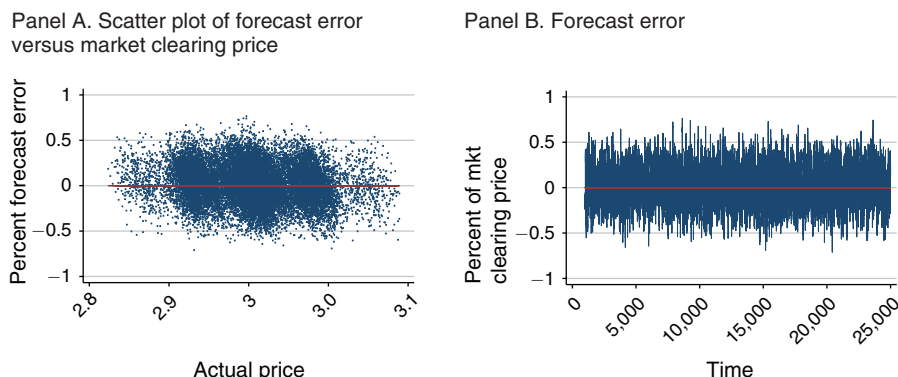 Panel A. Scatter plot of forecast error
versus market clearing price
Percent forecast error
1
0.5
0
−0.5
−1
2.8
2.9
3
3.0
3.1
Actual price
Panel B. Forecast error
Percent of mkt
clearing price
1
0.5
0
−0.5
−1
0
5,000
10,000
15,000
20,000
25,000
Time